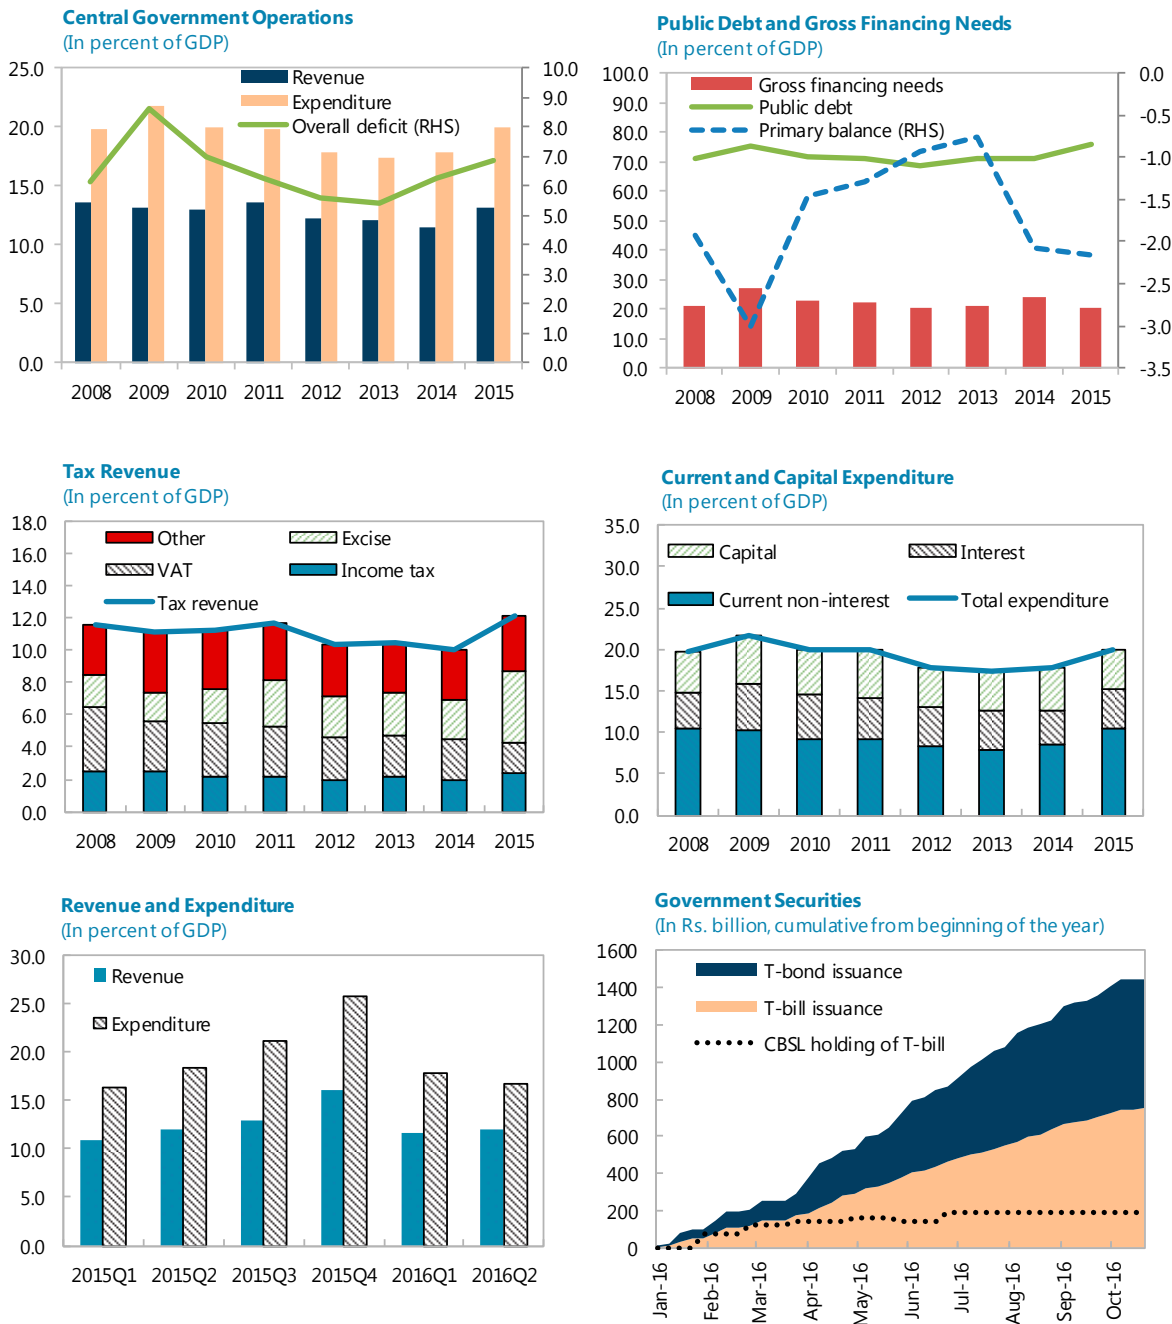 Central Government Operations
(In percent of GDP)
25.0
20.0
15.0
10.0
5.0
0.0
Revenue
Expenditure
Overall deficit (RHS)
10.0
9.0
8.0
7.0
6.0
5.0
4.0
3.0
2.0
1.0
0.0
2008 2009 2010 2011 2012 2013 2014 2015
Public Debt and Gross Financing Needs
(In percent of GDP)
100.0
90.0
80.0
70.0
60.0
50.0
40.0
30.0
20.0
10.0
0.0
Gross financing needs
Public debt
Primary balance (RHS)
0.0
-0.5
-1.0
-1.5
-2.0
-2.5
-3.0
-3.5
2008 2009 2010 2011 2012 2013 2014 2015
Tax Revenue
(In percent of GDP)
18.0
16.0
14.0
12.0
10.0
8.0
6.0
4.0
2.0
0.0
Other Excise
VAT Income tax
Tax revenue
2008 2009 2010 2011 2012 2013 2014 2015
Current and Capital Expenditure
(In percent of GDP)
35.0
30.0
25.0
20.0
15.0
10.0
5.0
0.0
Capital Interest
Current non-interest Total expenditure
2008 2009 2010 2011 2012 2013 2014 2015
Revenue and Expenditure
(In percent of GDP)
30.0
25.0
20.0
15.0
10.0
5.0
0.0
Revenue
Expenditure
2015Q1 2015Q2 2015Q3 2015Q4 2016Q1 2016Q2
Government Securities
(In Rs. billion, cumulative from beginning of the year)
1600
1400
1200
1000
800
600
400
200
0
T-bond issuance
T-bill issuance
CBSL holding of T-bill
Jan-16
Feb-16
Mar-16
Apr-16
May-16
Jun-16
Jul-16
Aug-16
Sep-16
Oct-16